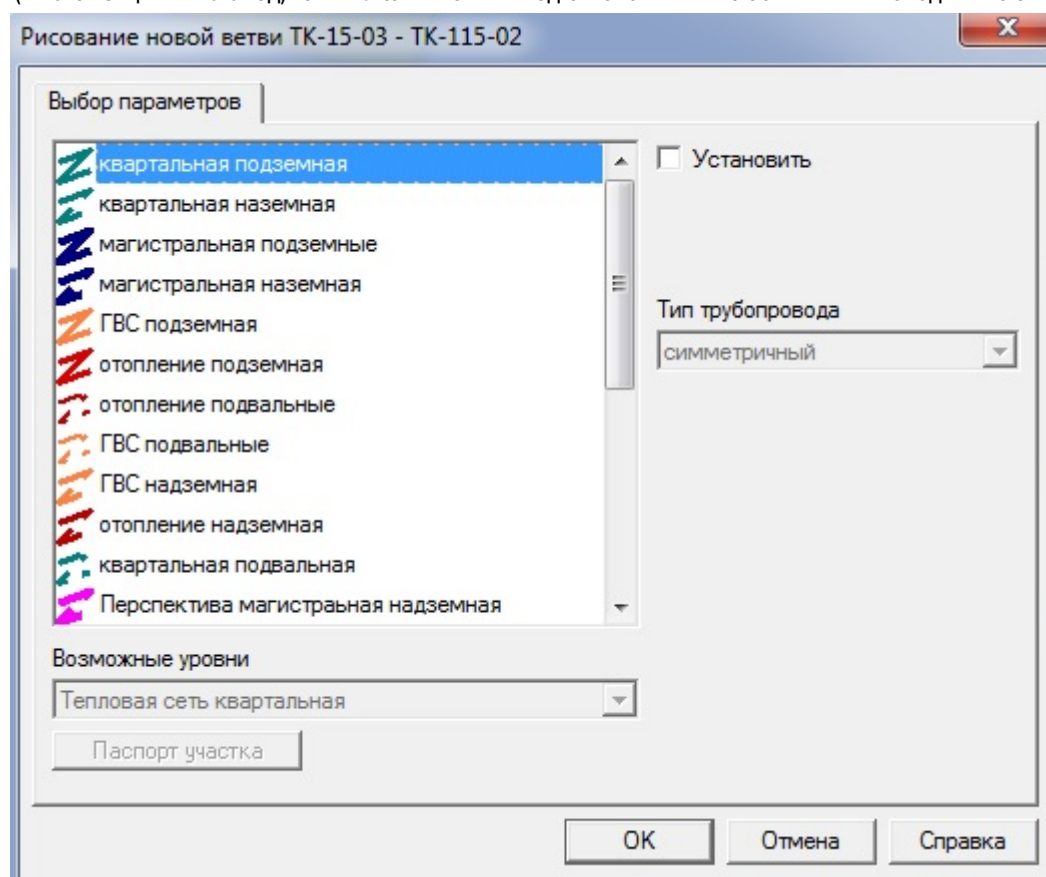 Рисование новой ветви ТК-15-03 - ТК-115-02
Выбор параметров
квартальная подземная
квартальная наземная
магистральная подземные
магистральная наземная
ГВС подземная
отопление подземная
отопление подвальные
ГВС подвальные
ГВС надземная
отопление надземная
квартальная подвальная
Перспектива магистраьная надземная
Установить
Тип трубопровода
симметричный
Возможные уровни
Тепловая сеть квартальная
Паспорт участка
OK
Отмена
Справка